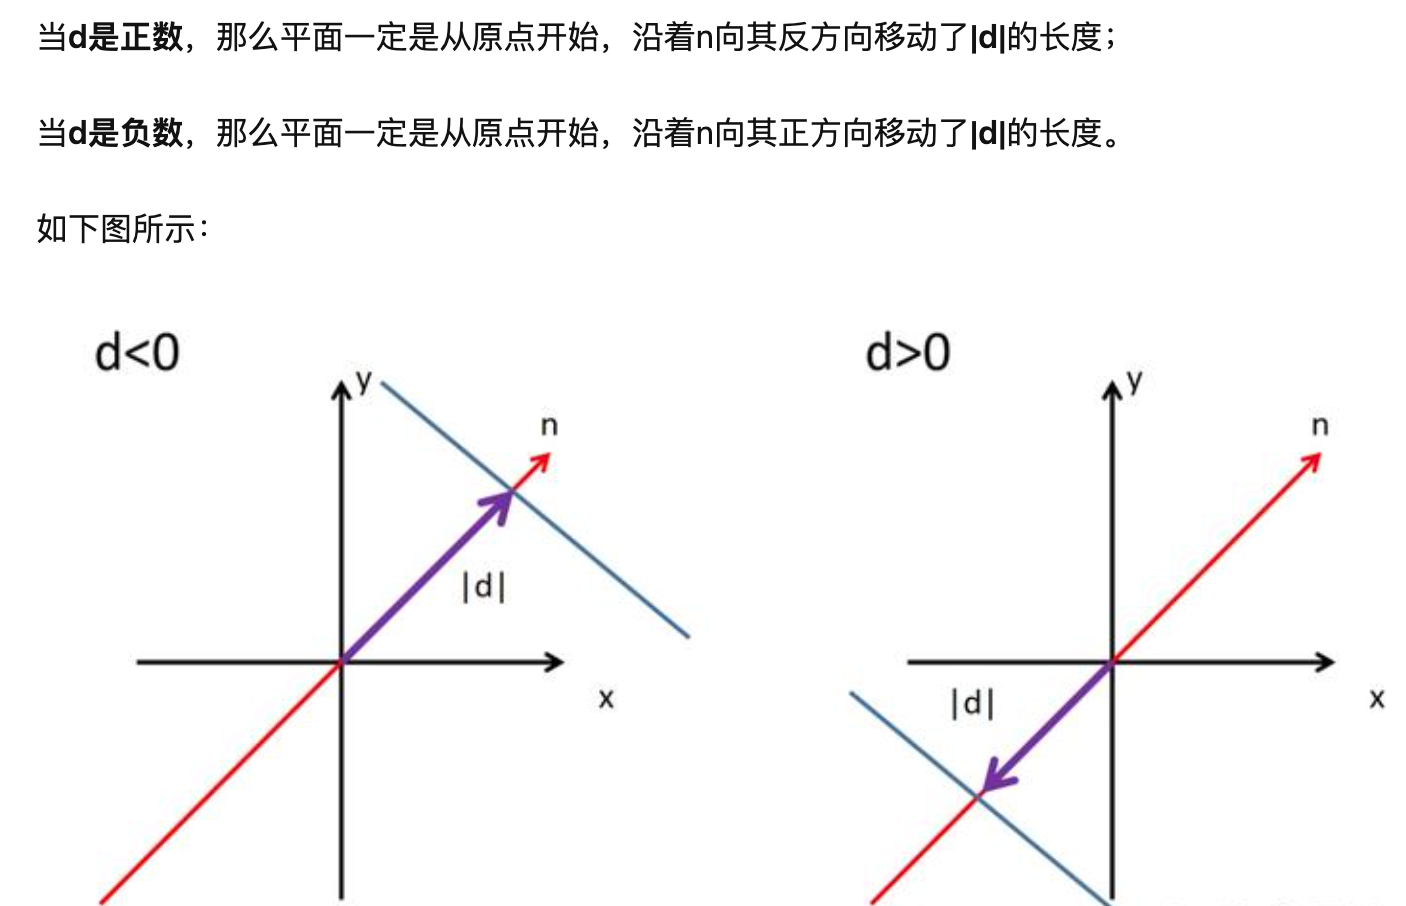 当d是正数，那么平面一定是从原点开始，沿着n向其反方向移动了|d|的长度；
当d是负数，那么平面一定是从原点开始，沿着n向其正方向移动了|d|的长度。
如下图所示：
d<0
y
n
|d|
x
d>0
y
n
|d|
x